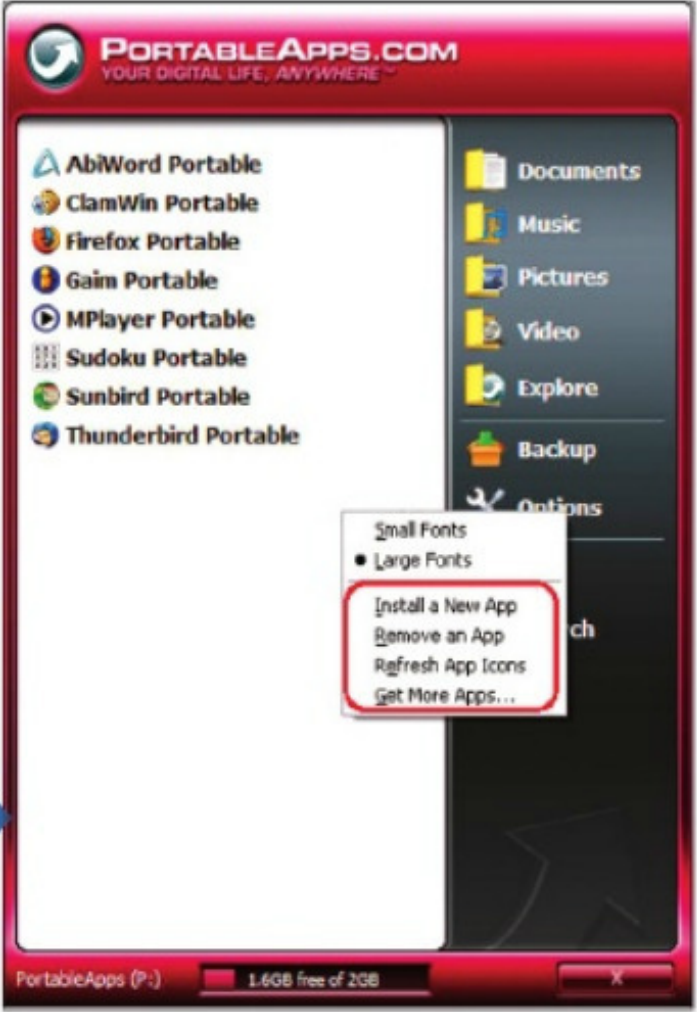 PORTABLEAPPS.COM
YOUR DIGITAL LIFE, ANYWHERE™
AbiWord Portable
ClamWin Portable
Firefox Portable
Gaim Portable
MPlayer Portable
Sudoku Portable
Sunbird Portable
Thunderbird Portable
Documents
Music
Pictures
Video
Explore
Backup
Options
Small Fonts
Large Fonts
Install a New App
Remove an App
Refresh App Icons
Get More Apps...
ch
PortableApps (P:)
1.6GB free of 2GB
X